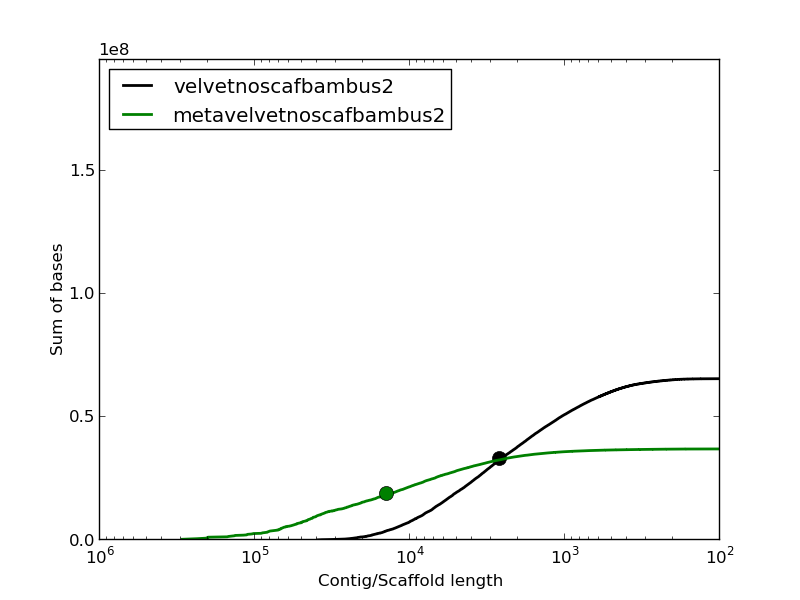 1e8
velvetnoscafbambus2
metavelvetnoscafbambus2
1.5
1.0
0.5
0.0
Sum of bases
10^6 10^5 10^4 10^3 10^2
Contig/Scaffold length